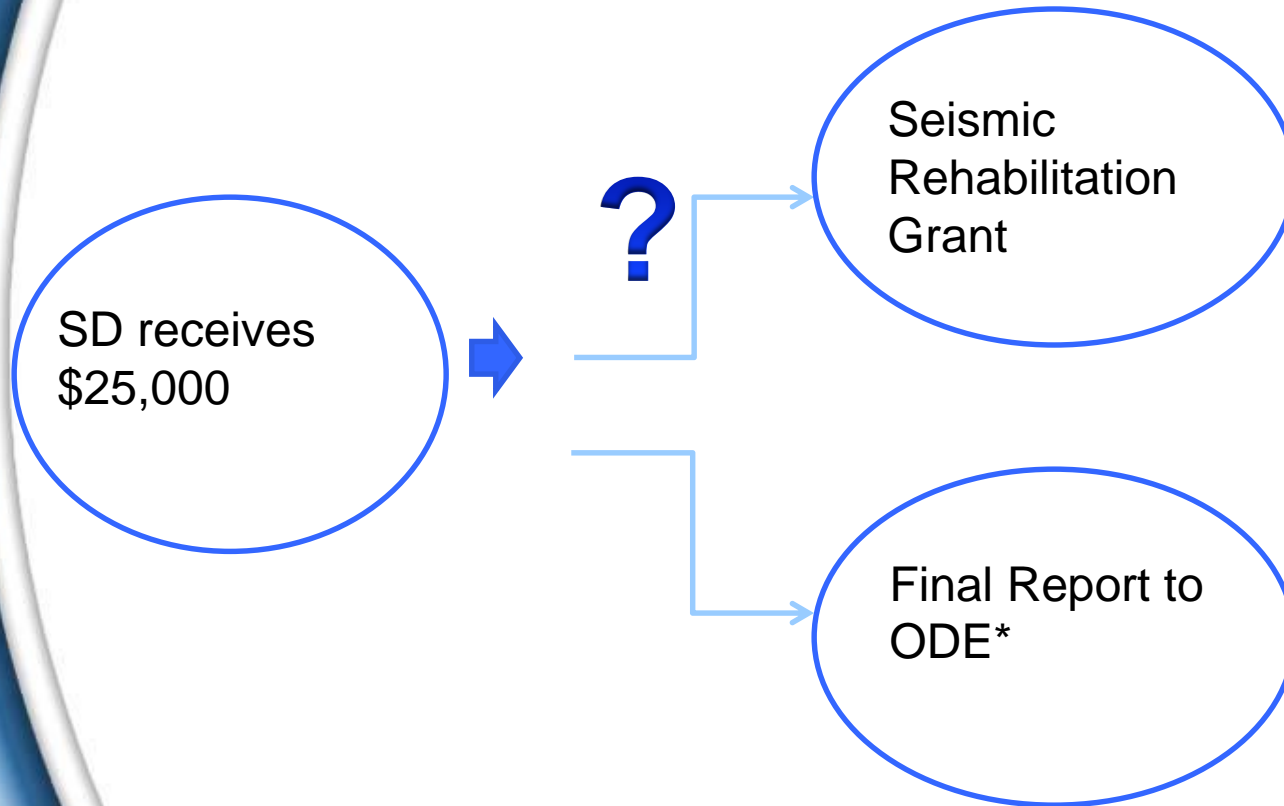 SD receives
$25,000
?
Seismic
Rehabilitation
Grant
Final Report to
ODE*